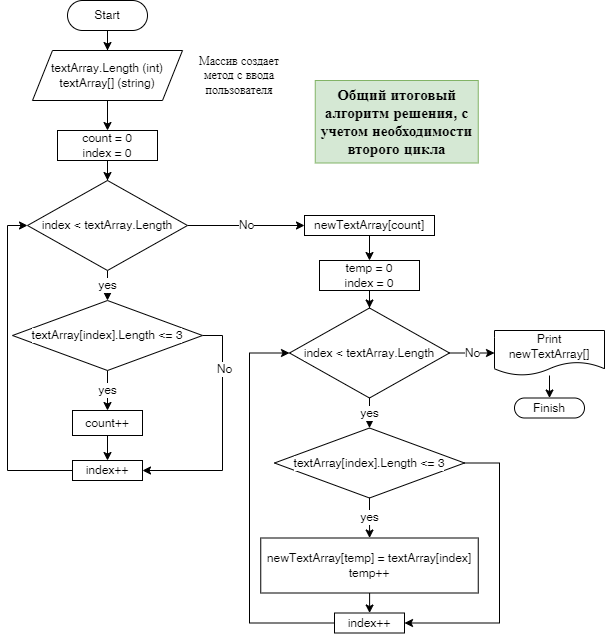 Start
textArray.Length (int)
textArray[] (string)
Массив создает
метод с ввода
пользователя
Общий итоговый
алгоритм решения, с
учетом необходимости
второго цикла
count = 0
index = 0
index < textArray.Length
No
yes
textArray[index].Length <= 3
No
yes
count++
index++
newTextArray[count]
temp = 0
index = 0
index < textArray.Length
No
Print
newTextArray[]
Finish
yes
textArray[index].Length <= 3
yes
newTextArray[temp] = textArray[index]
temp++
index++